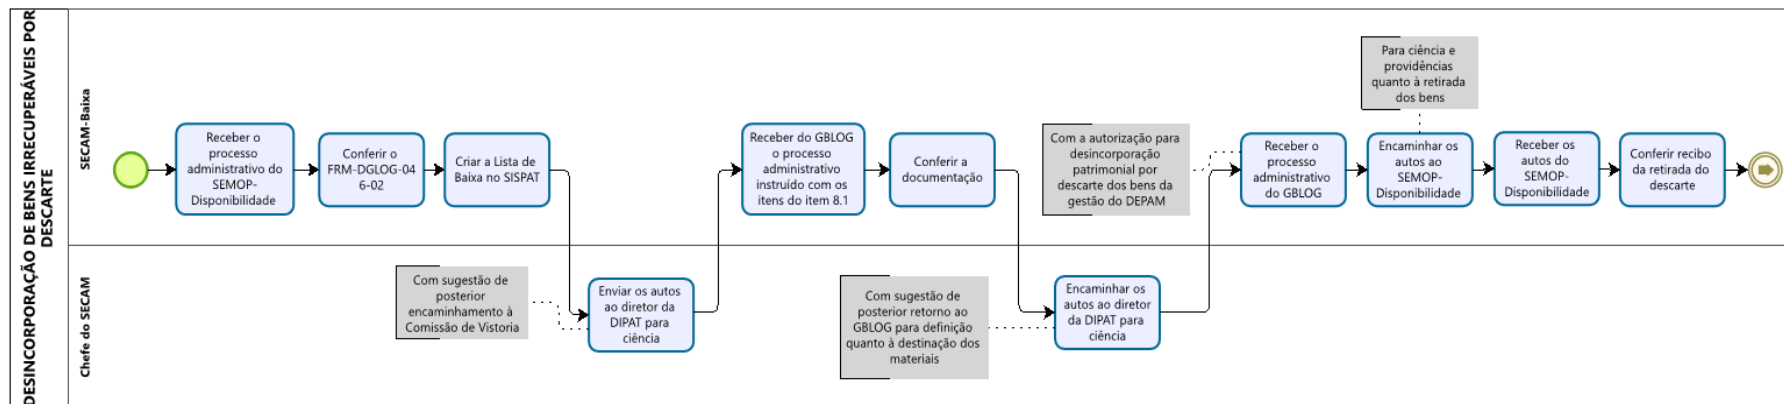 DESINCORPORAÇÃO DE BENS IRRECUPERÁVEIS POR
DESCARTE
SECAM-Baixa
Receber o
processo
administrativo do
SEMOP-
Disponibilidade
Conferir o
FRM-DGLOG-04
6-02
Criar a Lista de
Baixa no SISPAT
Receber do GBLOG
o processo
administrativo
instruído com os
itens do item 8.1
Conferir a
documentação
Com a autorização para
desincorporação
patrimonial por
descarte dos bens da
gestão do DEPAM
Receber o
processo
administrativo
do GBLOG
Para ciência e
providências
quanto à retirada
dos bens
Encaminhar os
autos ao
SEMOP-
Disponibilidade
Receber os
autos do
SEMOP-
Disponibilidade
Conferir recibo
da retirada do
descarte
Chefe do SECAM
Com sugestão de
posterior
encaminhamento à
Comissão de Vistoria
Enviar os autos
ao diretor da
DIPAT para
ciência
Com sugestão de
posterior retorno ao
GBLOG para definição
quanto à destinação dos
materiais
Encaminhar os
autos ao diretor
da DIPAT para
ciência